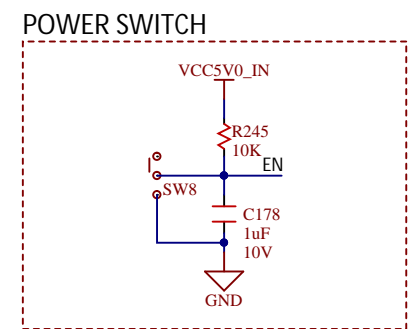 POWER SWITCH
VCC5V0_IN
R245
10K
EN
SW8
C178
1uF
10V
GND